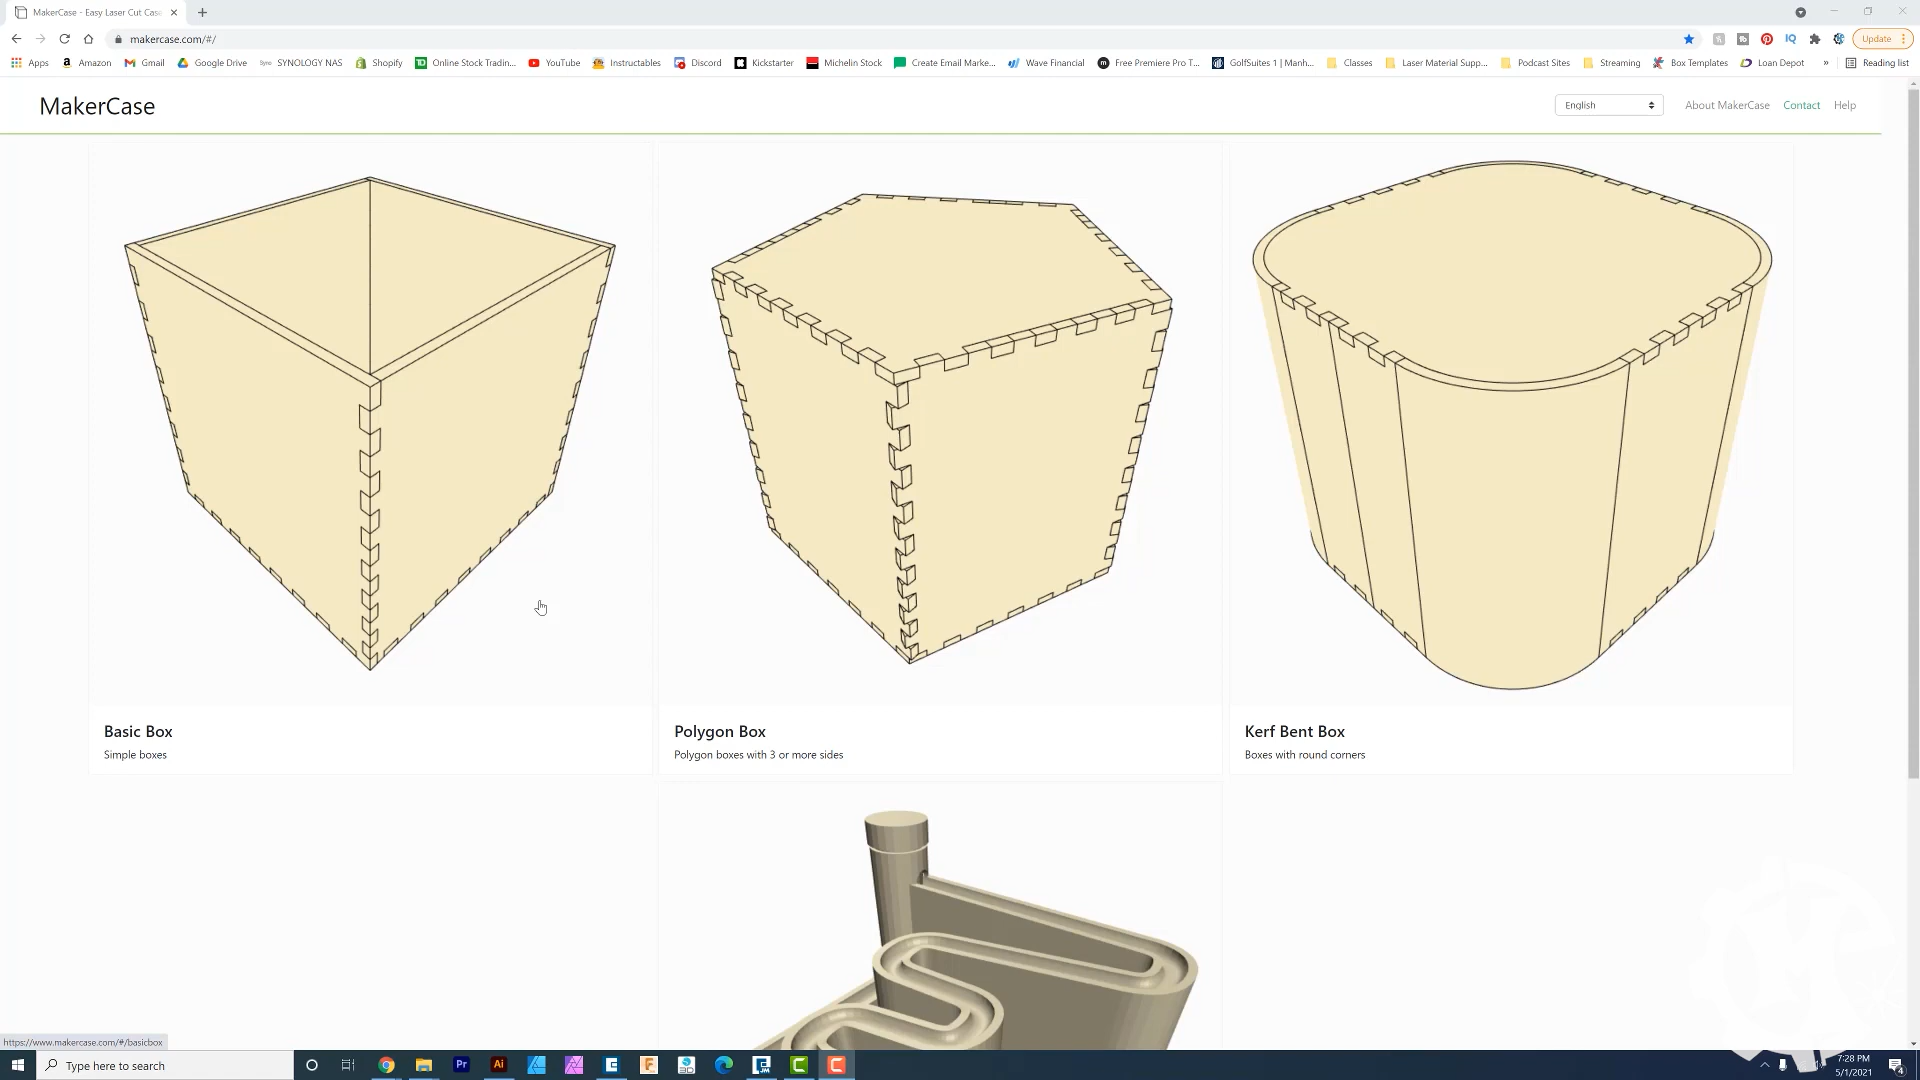 MakerCase - Easy Laser Cut Case
makercase.com/#/
Update
Apps Amazon Gmail Google Drive SYNOLOGY NAS Shopify Online Stock Tradin... YouTube Instructables Discord Kickstarter Michelin Stock Create Email Marke... Wave Financial Free Premiere Pro T... GolfSuites 1 | Manh... Classes Laser Material Supp... Podcast Sites Streaming Box Templates Loan Depot » Reading list
MakerCase
English
About MakerCase Contact Help
Basic Box
Simple boxes
Polygon Box
Polygon boxes with 3 or more sides
Kerf Bent Box
Boxes with round corners
https://www.makercase.com/#/basicbox
Type here to search
Pr
Ai
7:28 PM
5/1/2021